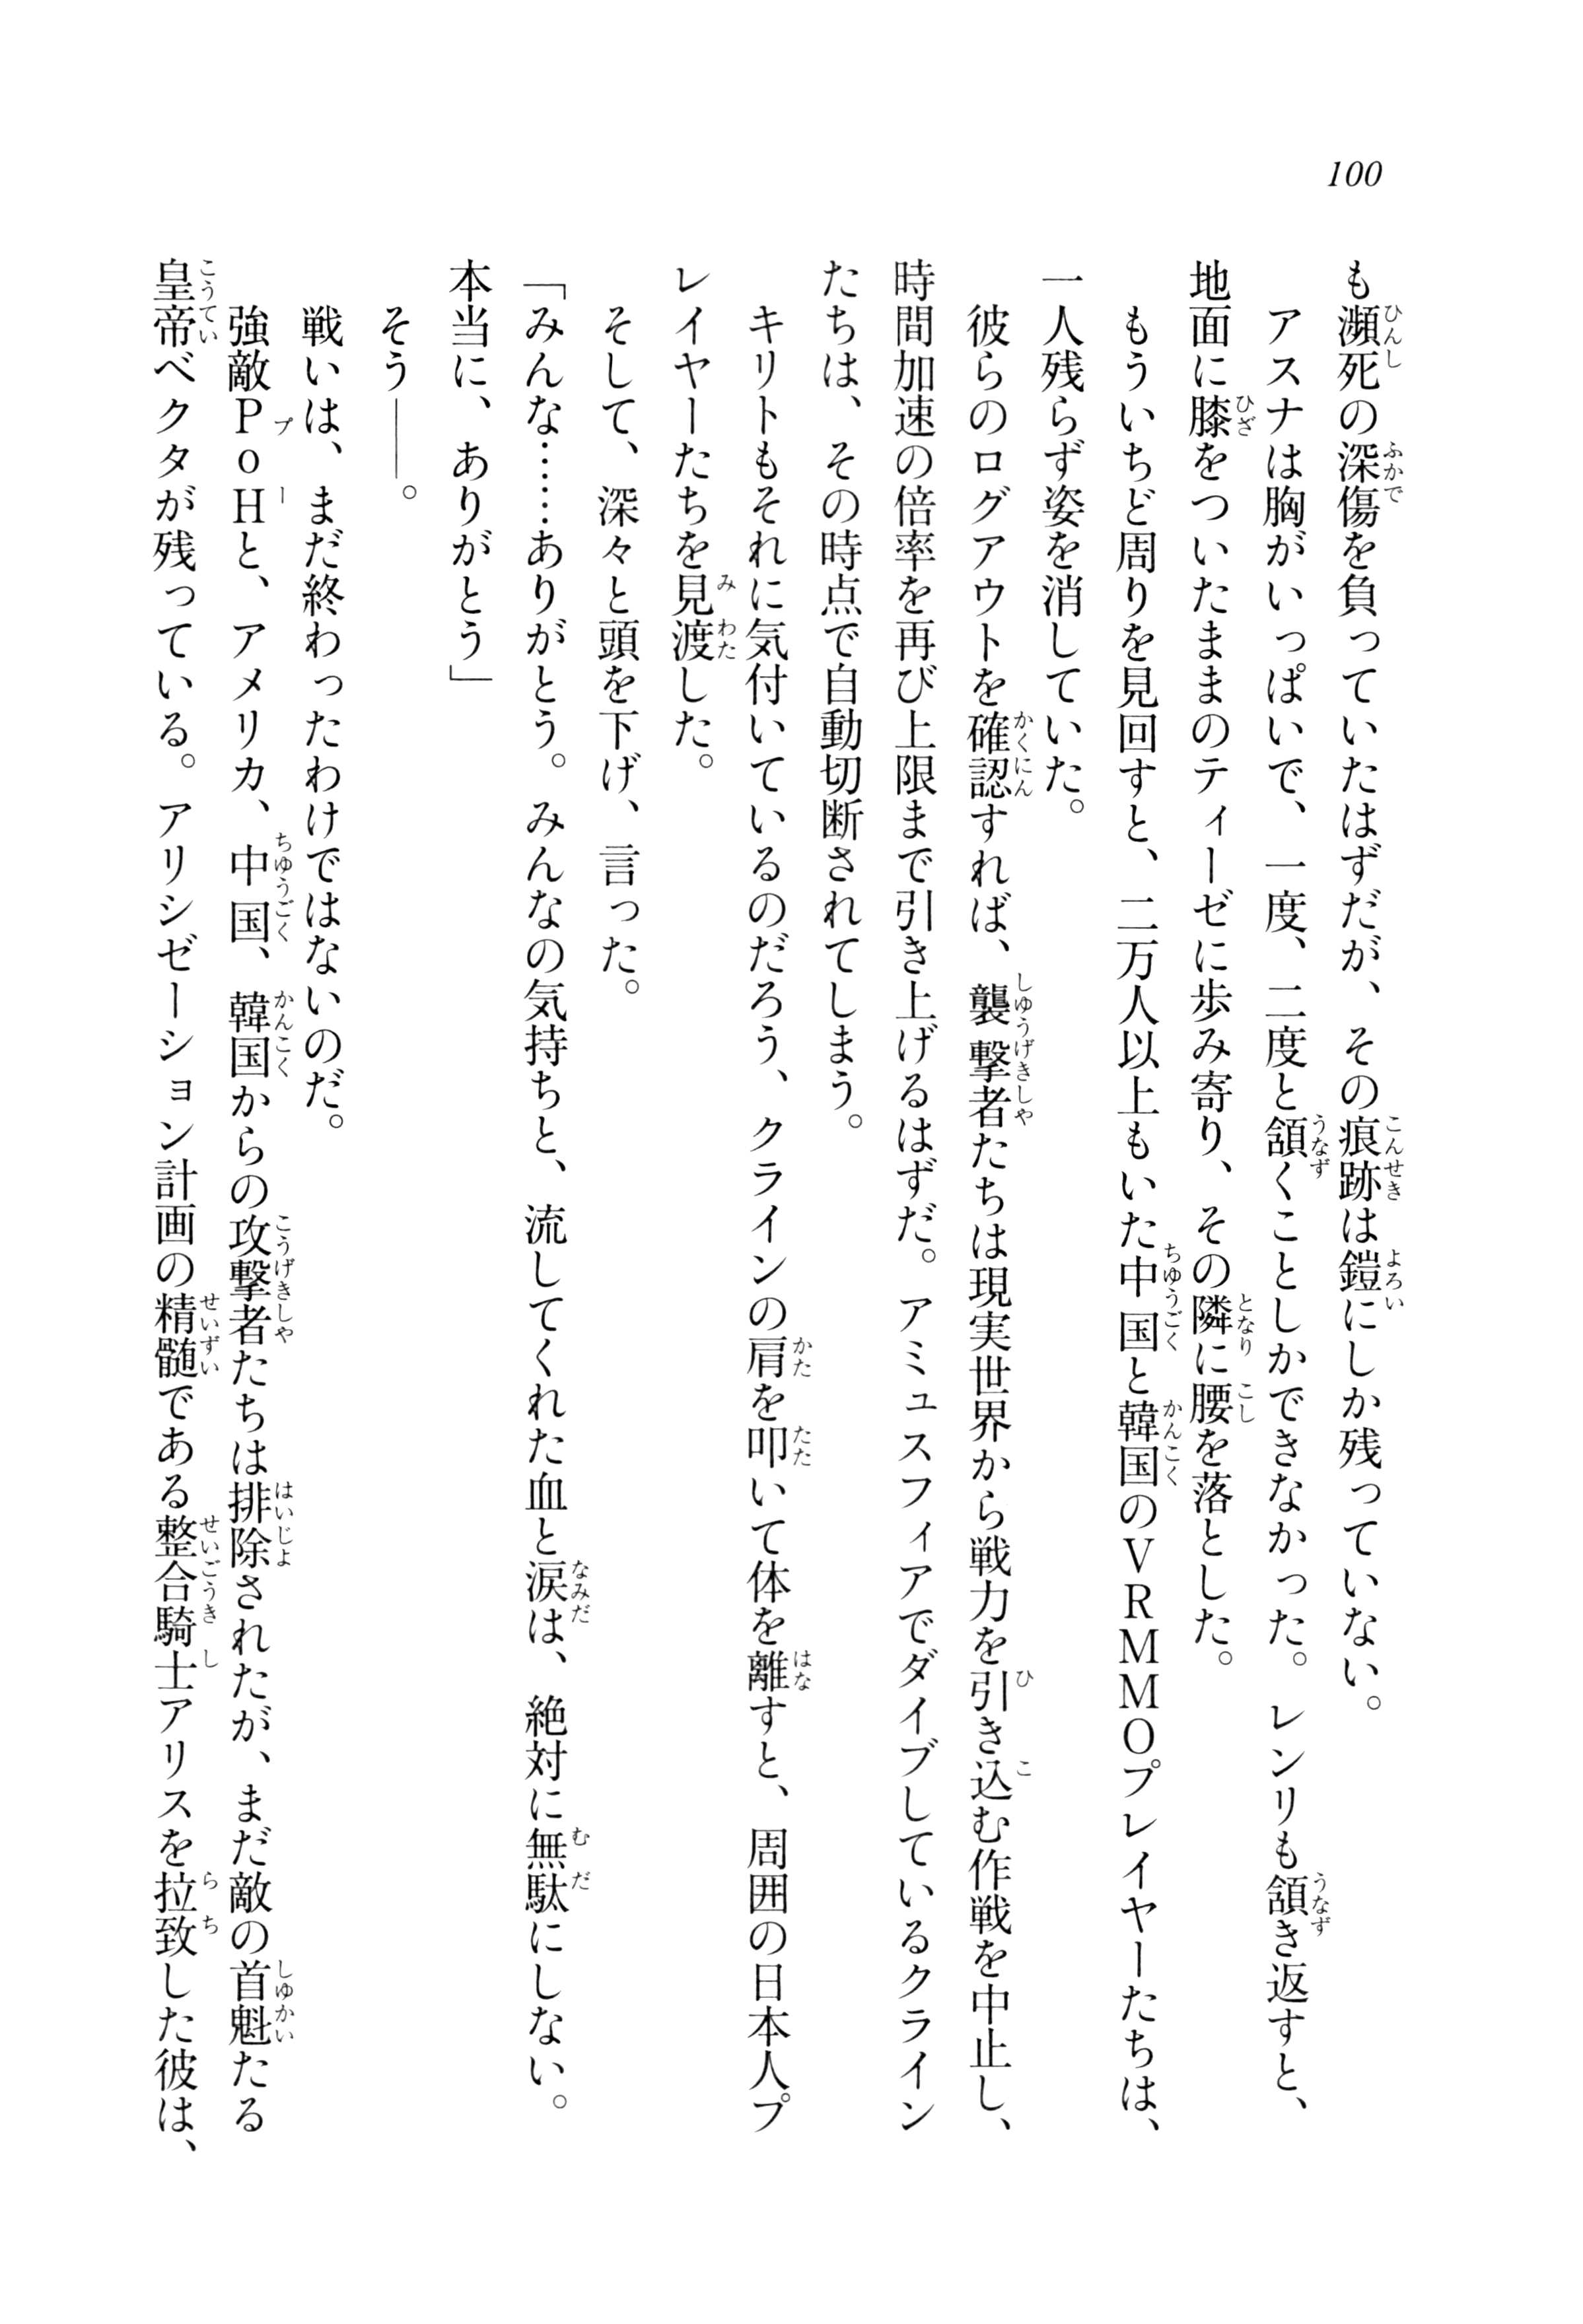 100
も瀕死の深傷を負っていたはずだが、その痕跡は鎧にしか残っていない。
アスナは胸がいっぱいで、一度、二度と頷くことしかできなかった。レンリも頷き返すと、
地面に膝をついたままのティーゼに歩み寄り、その隣に腰を落とした。
もういちど周りを見回すと、二万人以上もいた中国と韓国のVRMMOプレイヤーたちは、
一人残らず姿を消していた。
彼らのログアウトを確認すれば、襲撃者たちは現実世界から戦力を引き込む作戦を中止し、
時間加速の倍率を再び上限まで引き上げるはずだ。アミュスフィアでダイブしているクライン
たちは、その時点で自動切断されてしまう。
キリトもそれに気付いているのだろう、クラインの肩を叩いて体を離すと、周囲の日本人プ
レイヤーたちを見渡した。
そして、深々と頭を下げ、言った。
「みんな……ありがとう。みんなの気持ちと、流してくれた血と涙は、絶対に無駄にしない。
本当に、ありがとう」
そう――。
戦いは、まだ終わったわけではないのだ。
強敵PoHと、アメリカ、中国、韓国からの攻撃者たちは排除されたが、まだ敵の首魁たる
皇帝ベクタが残っている。アリシゼーション計画の精髄である整合騎士アリスを拉致した彼は、